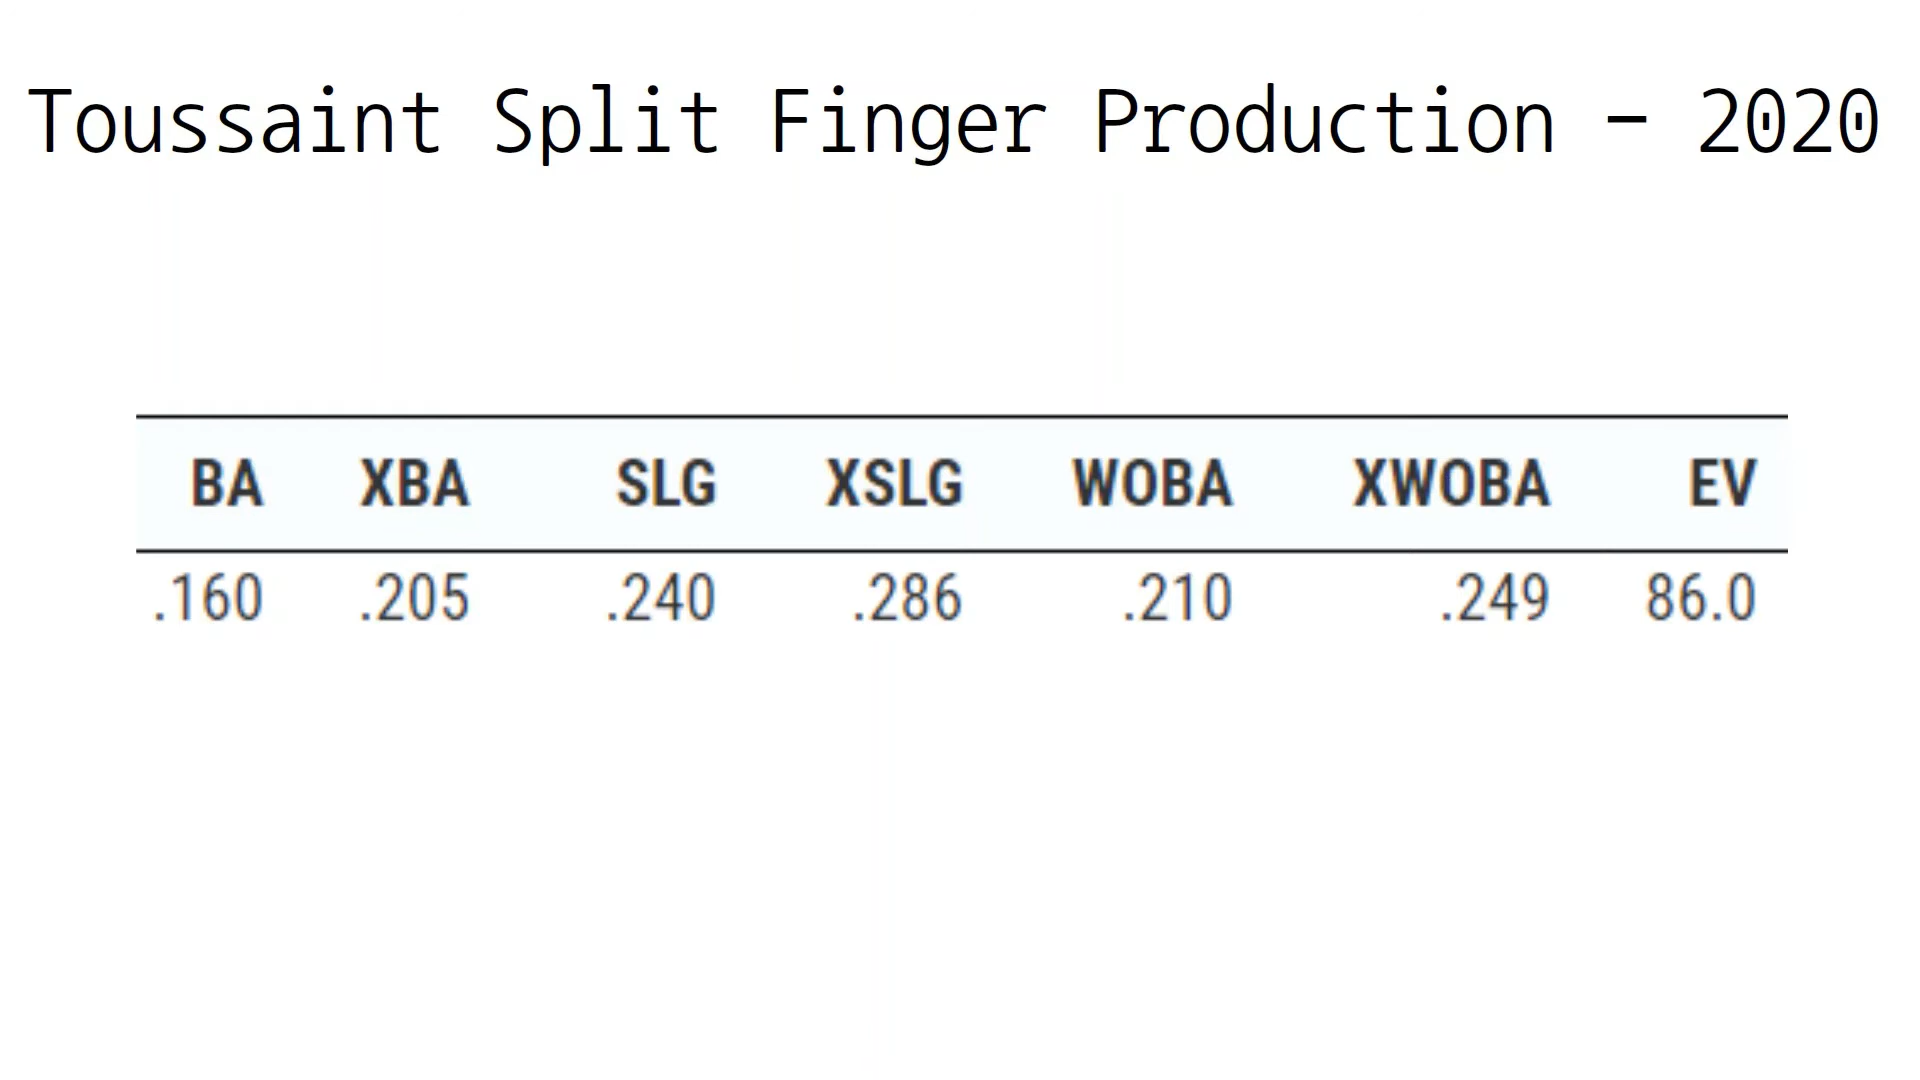 Toussaint Split Finger Production - 2020
BA XBA SLG XSLG WOBA XWOBA EV
.160 .205 .240 .286 .210 .249 86.0